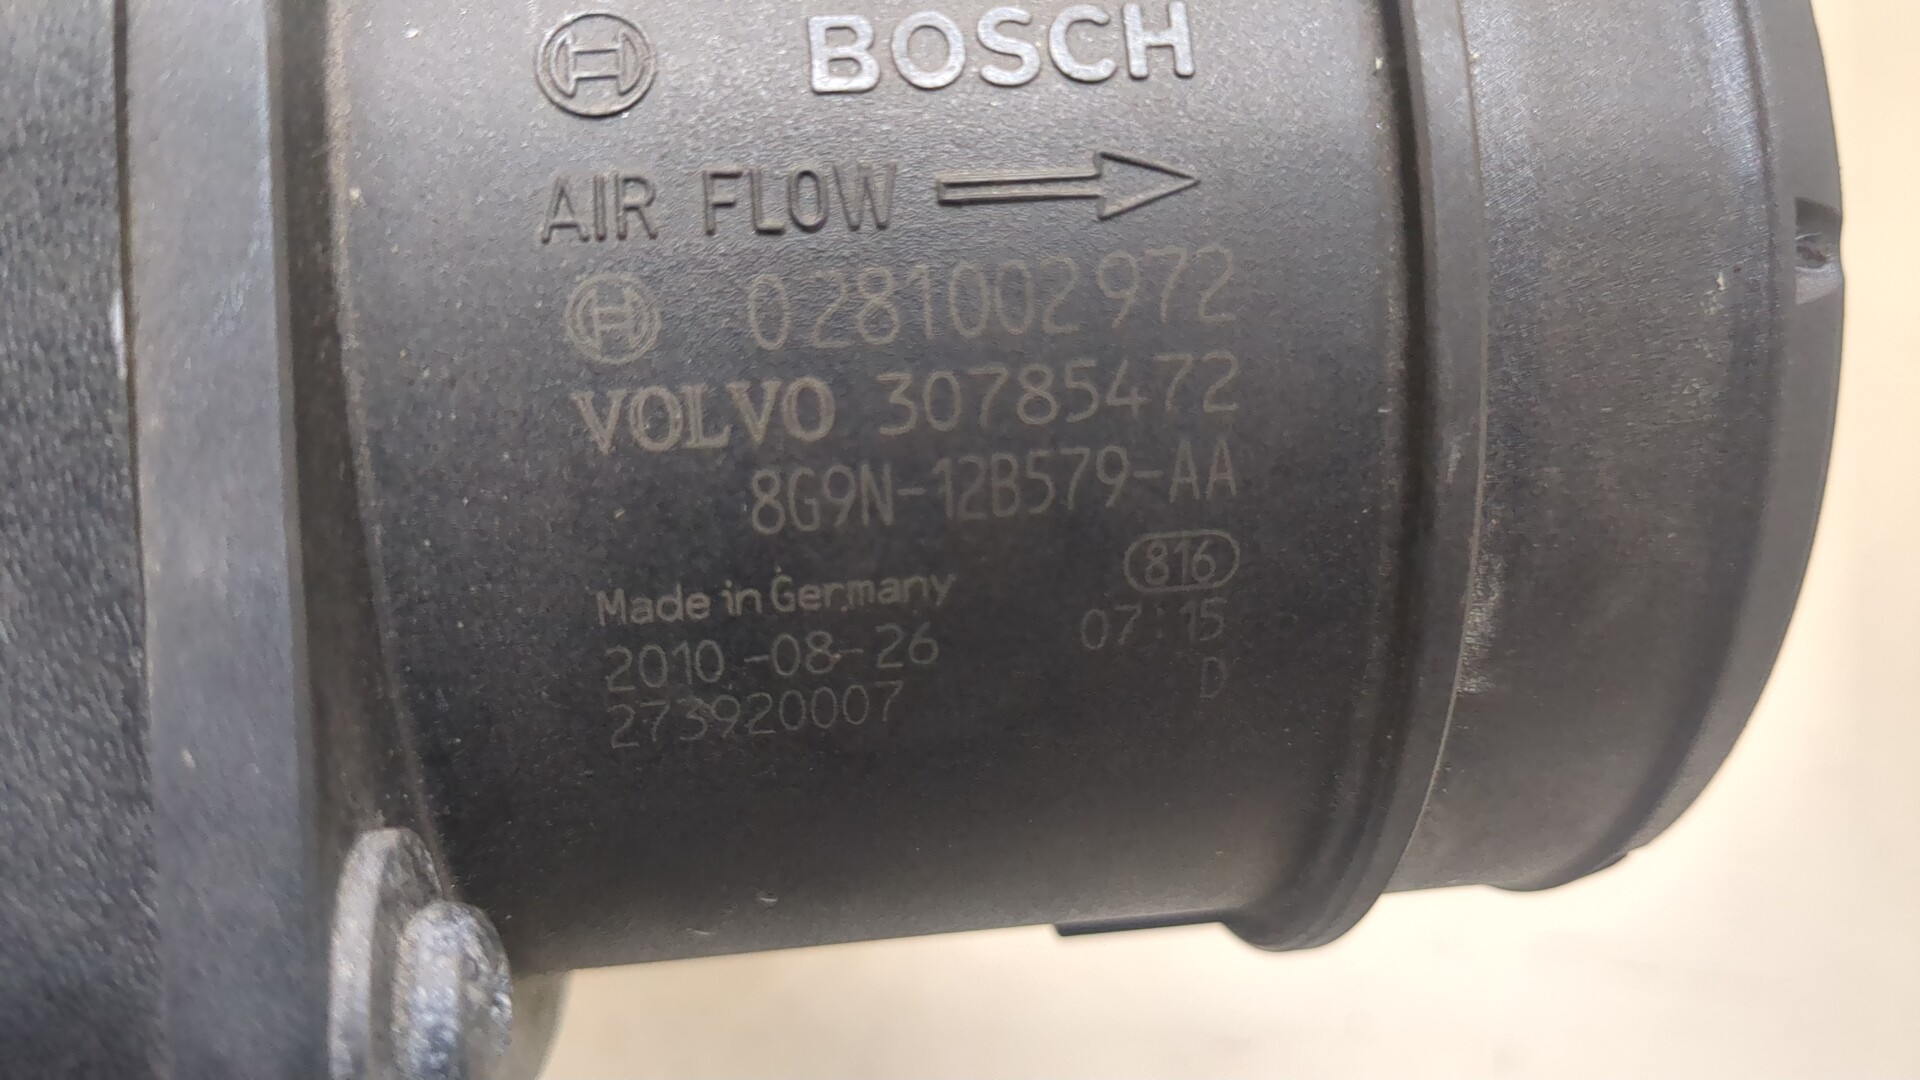 BOSCH
AIR FLOW
0281002972
VOLVO 30785472
8G9N-12B579-AA
816
Made in Germany
2010-08-26 07:15
273920007 D